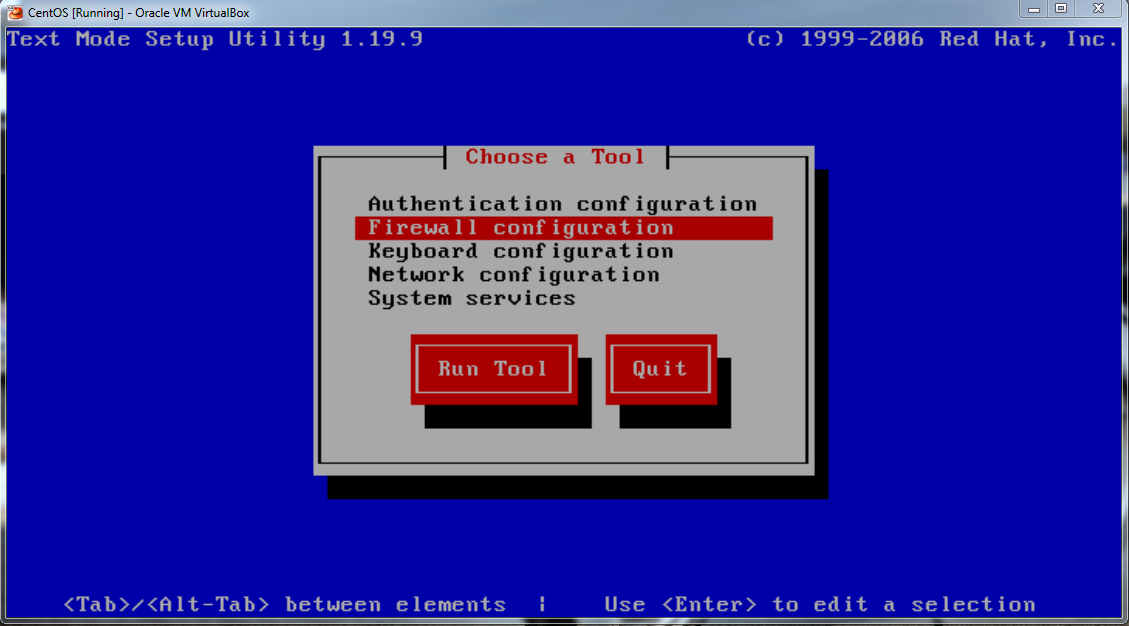 CentOS [Running] - Oracle VM VirtualBox
Text Mode Setup Utility 1.19.9 (c) 1999-2006 Red Hat, Inc.
Choose a Tool
Authentication configuration
Firewall configuration
Keyboard configuration
Network configuration
System services
Run Tool Quit
<Tab>/<Alt-Tab> between elements | Use <Enter> to edit a selection